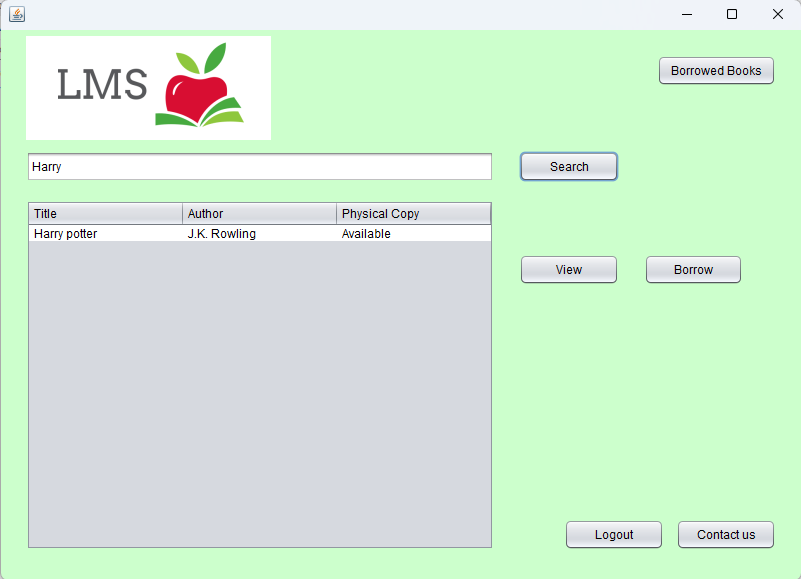 LMS
Borrowed Books
Harry
Search
Title Author Physical Copy
Harry potter J.K. Rowling Available
View Borrow
Logout Contact us